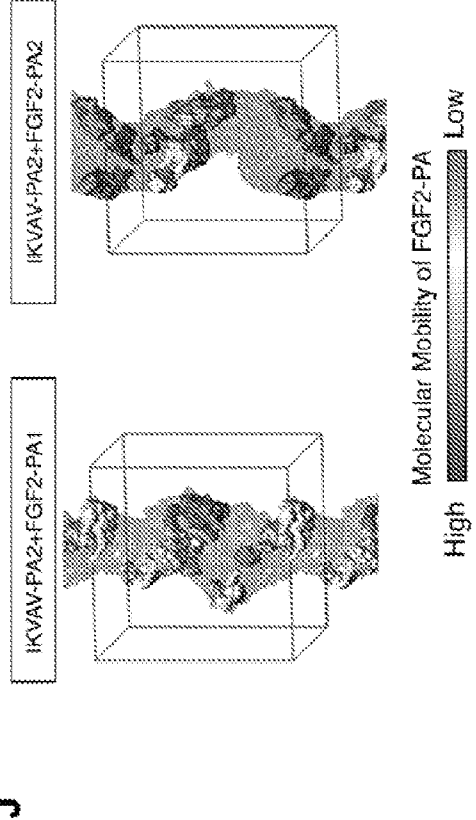 J
IKVAV-PA2+FGF2-PA1
IKVAV-PA2+FGF2-PA2
Molecular Mobility of FGF2-PA
High Low